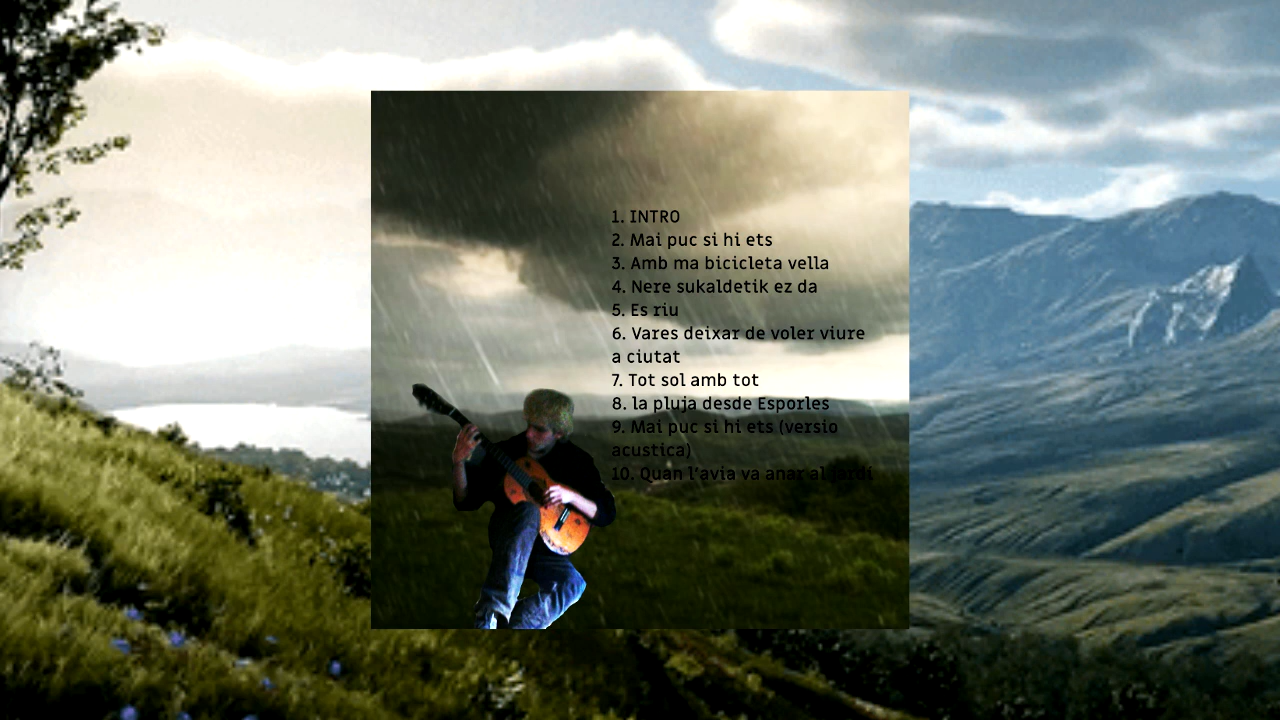 1. INTRO
2. Mai puc si hi ets
3. Amb ma bicicleta vella
4. Nere sukaldetik ez da
5. Es riu
6. Vares deixar de voler viure
a ciutat
7. Tot sol amb tot
8. la pluja desde Esporles
9. Mai puc si hi ets (versio
acustica)
10. Quan l'avia va anar al jardí